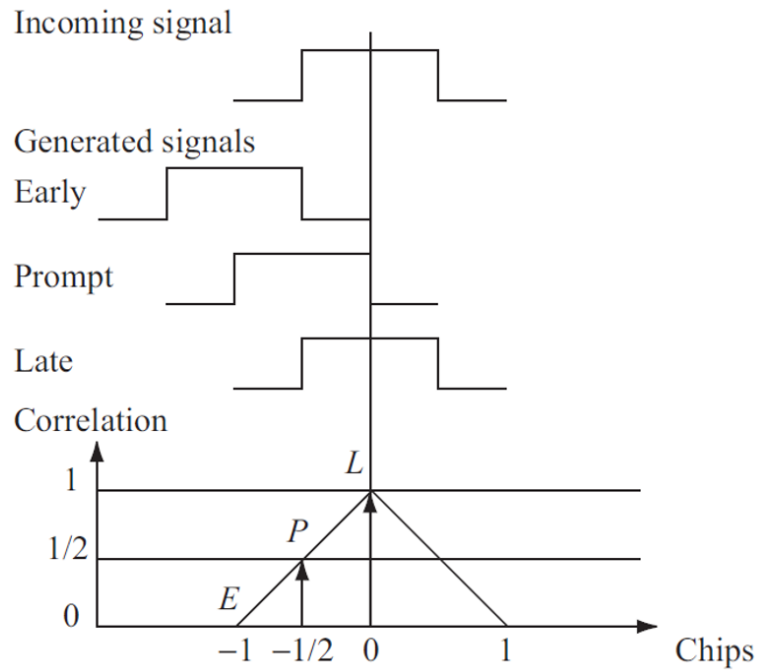 Incoming signal
Generated signals
Early
Prompt
Late
Correlation
L
1
P
1/2
E
0
−1 −1/2 0 1 Chips